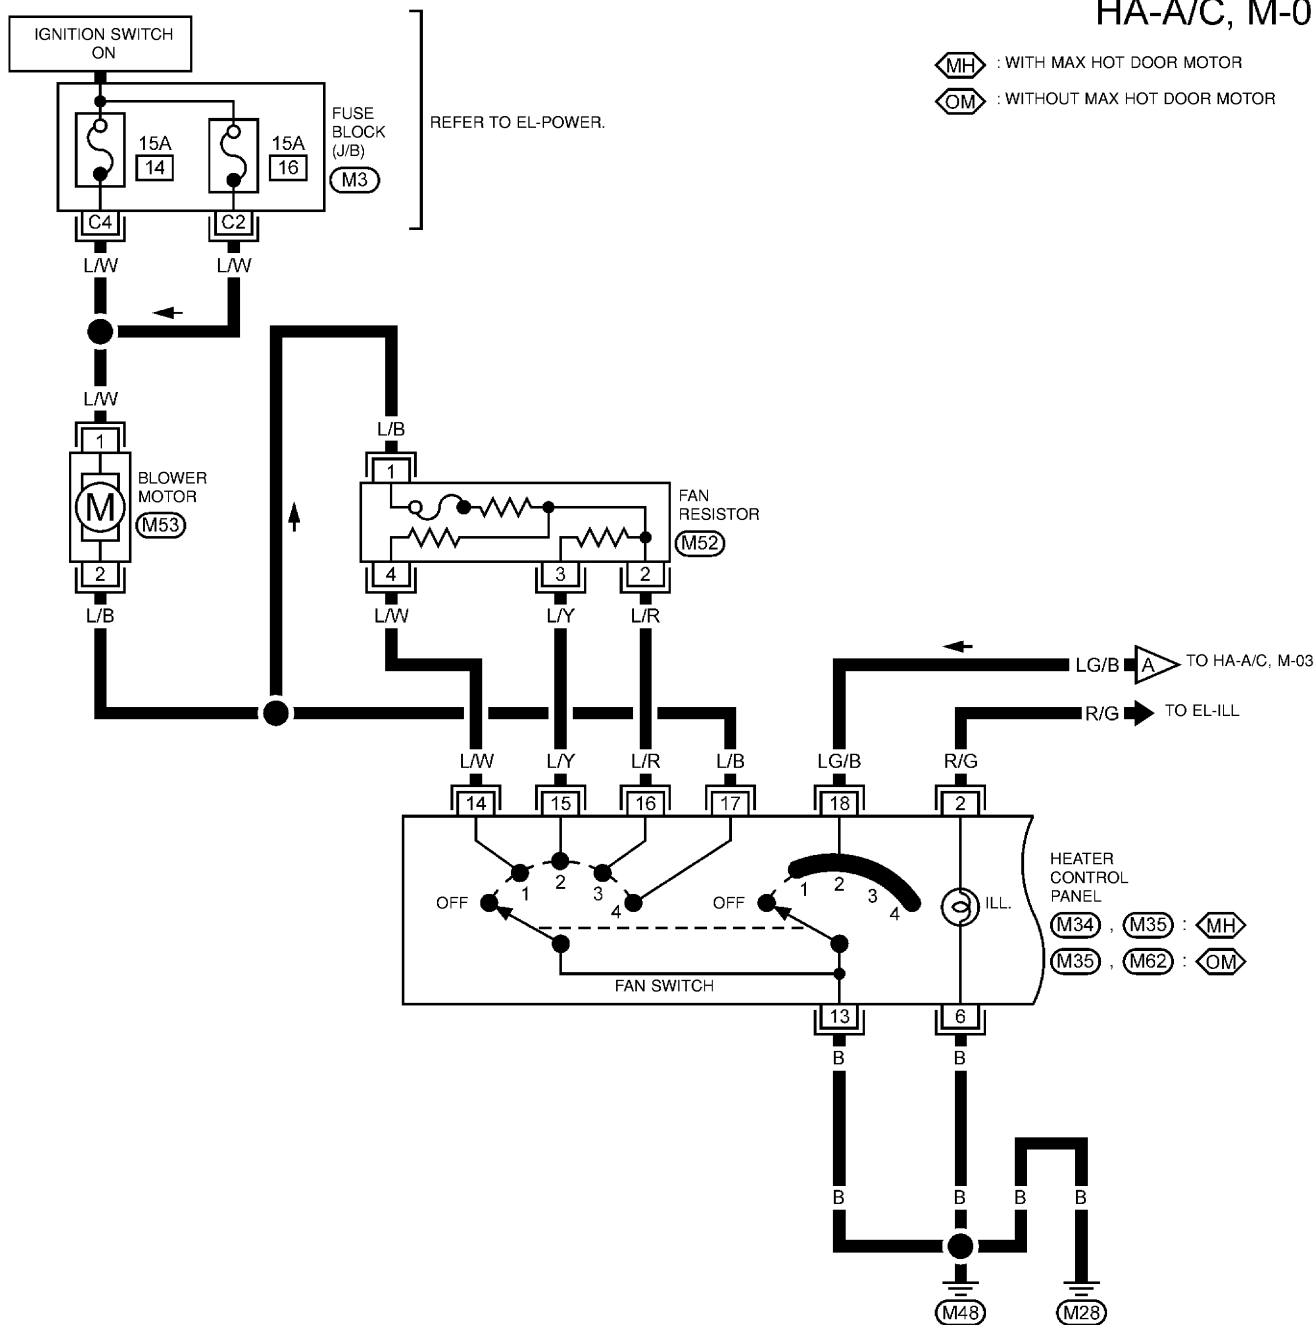 HA-A/C, M-0
IGNITION SWITCH
ON
MH : WITH MAX HOT DOOR MOTOR
OM : WITHOUT MAX HOT DOOR MOTOR
FUSE
BLOCK
(J/B)
M3
REFER TO EL-POWER.
15A
14
15A
16
C4
C2
L/W
L/W
L/W
1
BLOWER
MOTOR
M53
M
2
L/B
L/B
1
FAN
RESISTOR
M52
4
3
2
L/W
L/Y
L/R
LG/B
A
TO HA-A/C, M-03
R/G
TO EL-ILL
L/W
L/Y
L/R
L/B
LG/B
R/G
14
15
16
17
18
2
OFF
1
2
3
4
OFF
1
2
3
4
ILL.
FAN SWITCH
HEATER
CONTROL
PANEL
M34 , M35 : MH
M35 , M62 : OM
13
6
B
B
B
B
B
B
M48
M28